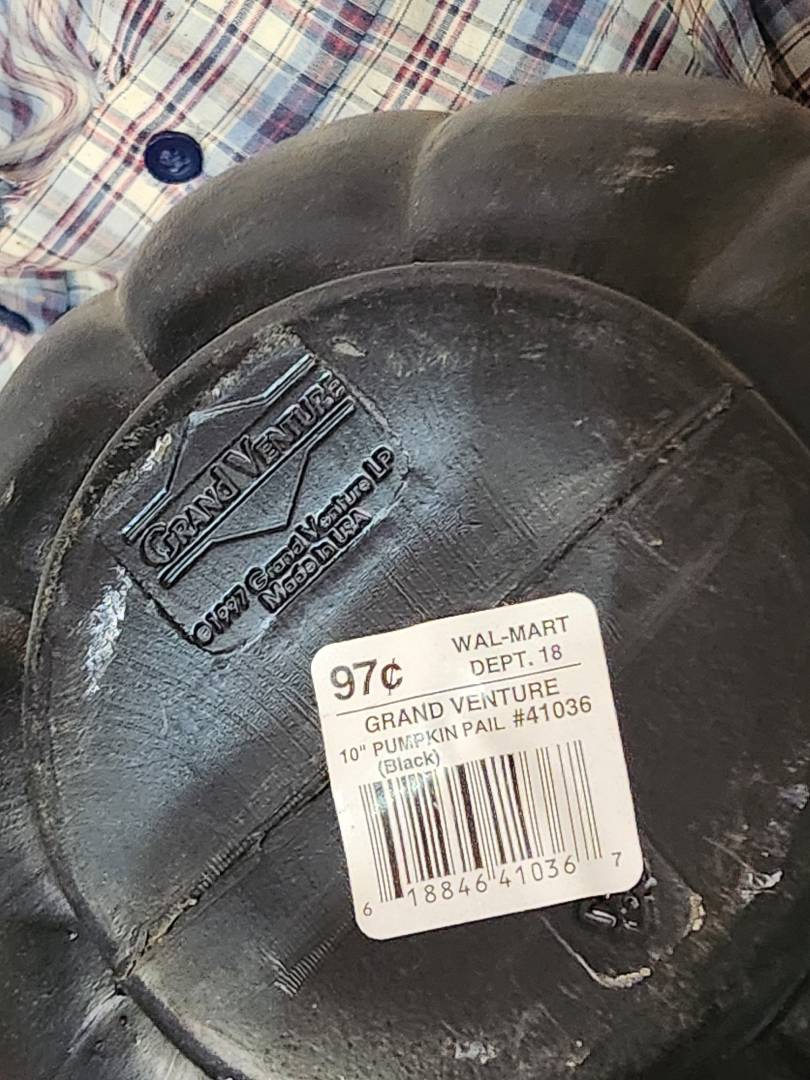 GRAND VENTURE
©1997 Grand Venture LP
Made In USA
97¢
WAL-MART
DEPT. 18
GRAND VENTURE
10" PUMPKIN PAIL #41036
(Black)
6 18846 41036 7